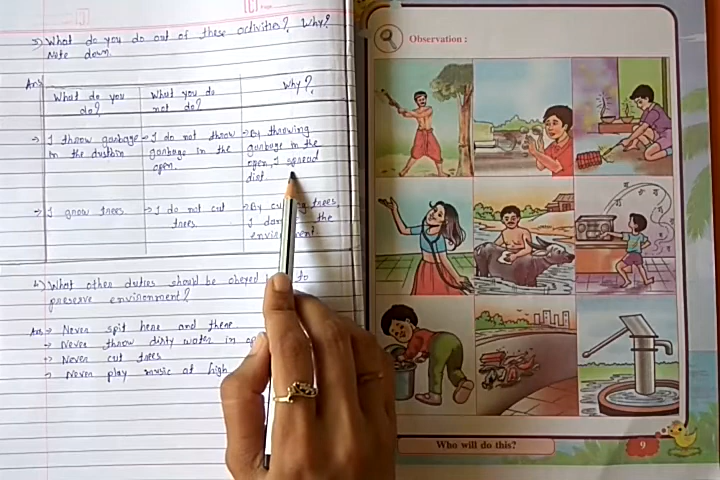 3) What do you do out of these activities? Why?
Note down.
Ans
What do you do?
What you do not do?
Why?
→ I throw garbage in the dustbin
→ I do not throw garbage in the open.
→ By throwing garbage in the open, I spread dist.
→ I grow trees.
→ I do not cut trees.
→ By trees, I the
4) What other duties should be obeyed to
preserve environment?
Ans → Never spit here and there
→ Never throw dirty water in
→ Never cut trees
→ Never play music at high
Observation :
Who will do this?
9